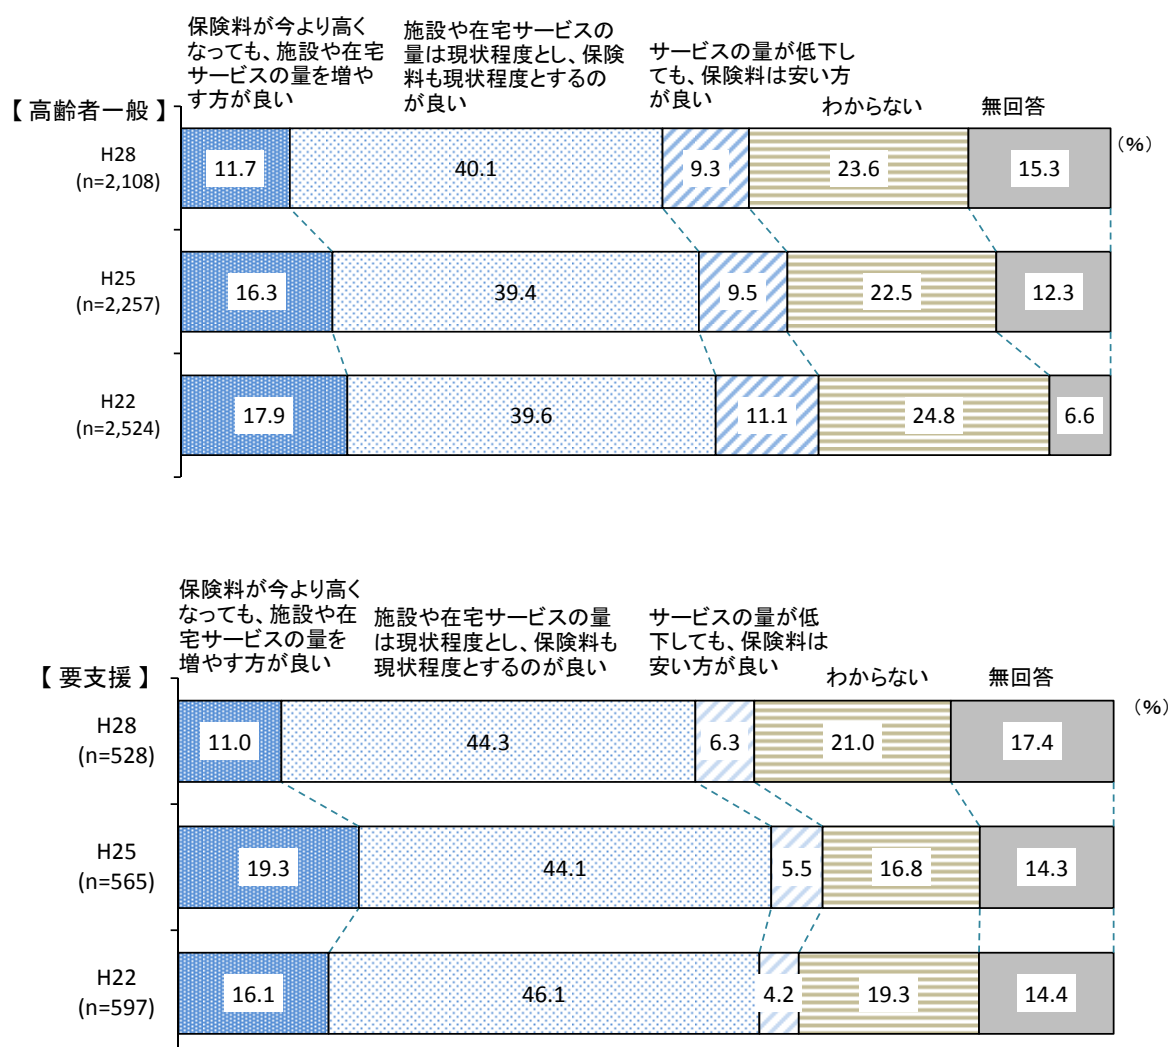 保険料が今より高く
なっても、施設や在宅
サービスの量を増や
す方が良い
施設や在宅サービスの
量は現状程度とし、保険
料も現状程度とするの
が良い
サービスの量が低下し
ても、保険料は安い方
が良い
わからない
無回答
【 高齢者一般 】
(%)
H28
(n=2,108)
11.7
40.1
9.3
23.6
15.3
H25
(n=2,257)
16.3
39.4
9.5
22.5
12.3
H22
(n=2,524)
17.9
39.6
11.1
24.8
6.6
保険料が今より高く
なっても、施設や在
宅サービスの量を
増やす方が良い
施設や在宅サービスの量
は現状程度とし、保険料も
現状程度とするのが良い
サービスの量が低
下しても、保険料は
安い方が良い
わからない
無回答
【 要支援 】
(%)
H28
(n=528)
11.0
44.3
6.3
21.0
17.4
H25
(n=565)
19.3
44.1
5.5
16.8
14.3
H22
(n=597)
16.1
46.1
4.2
19.3
14.4